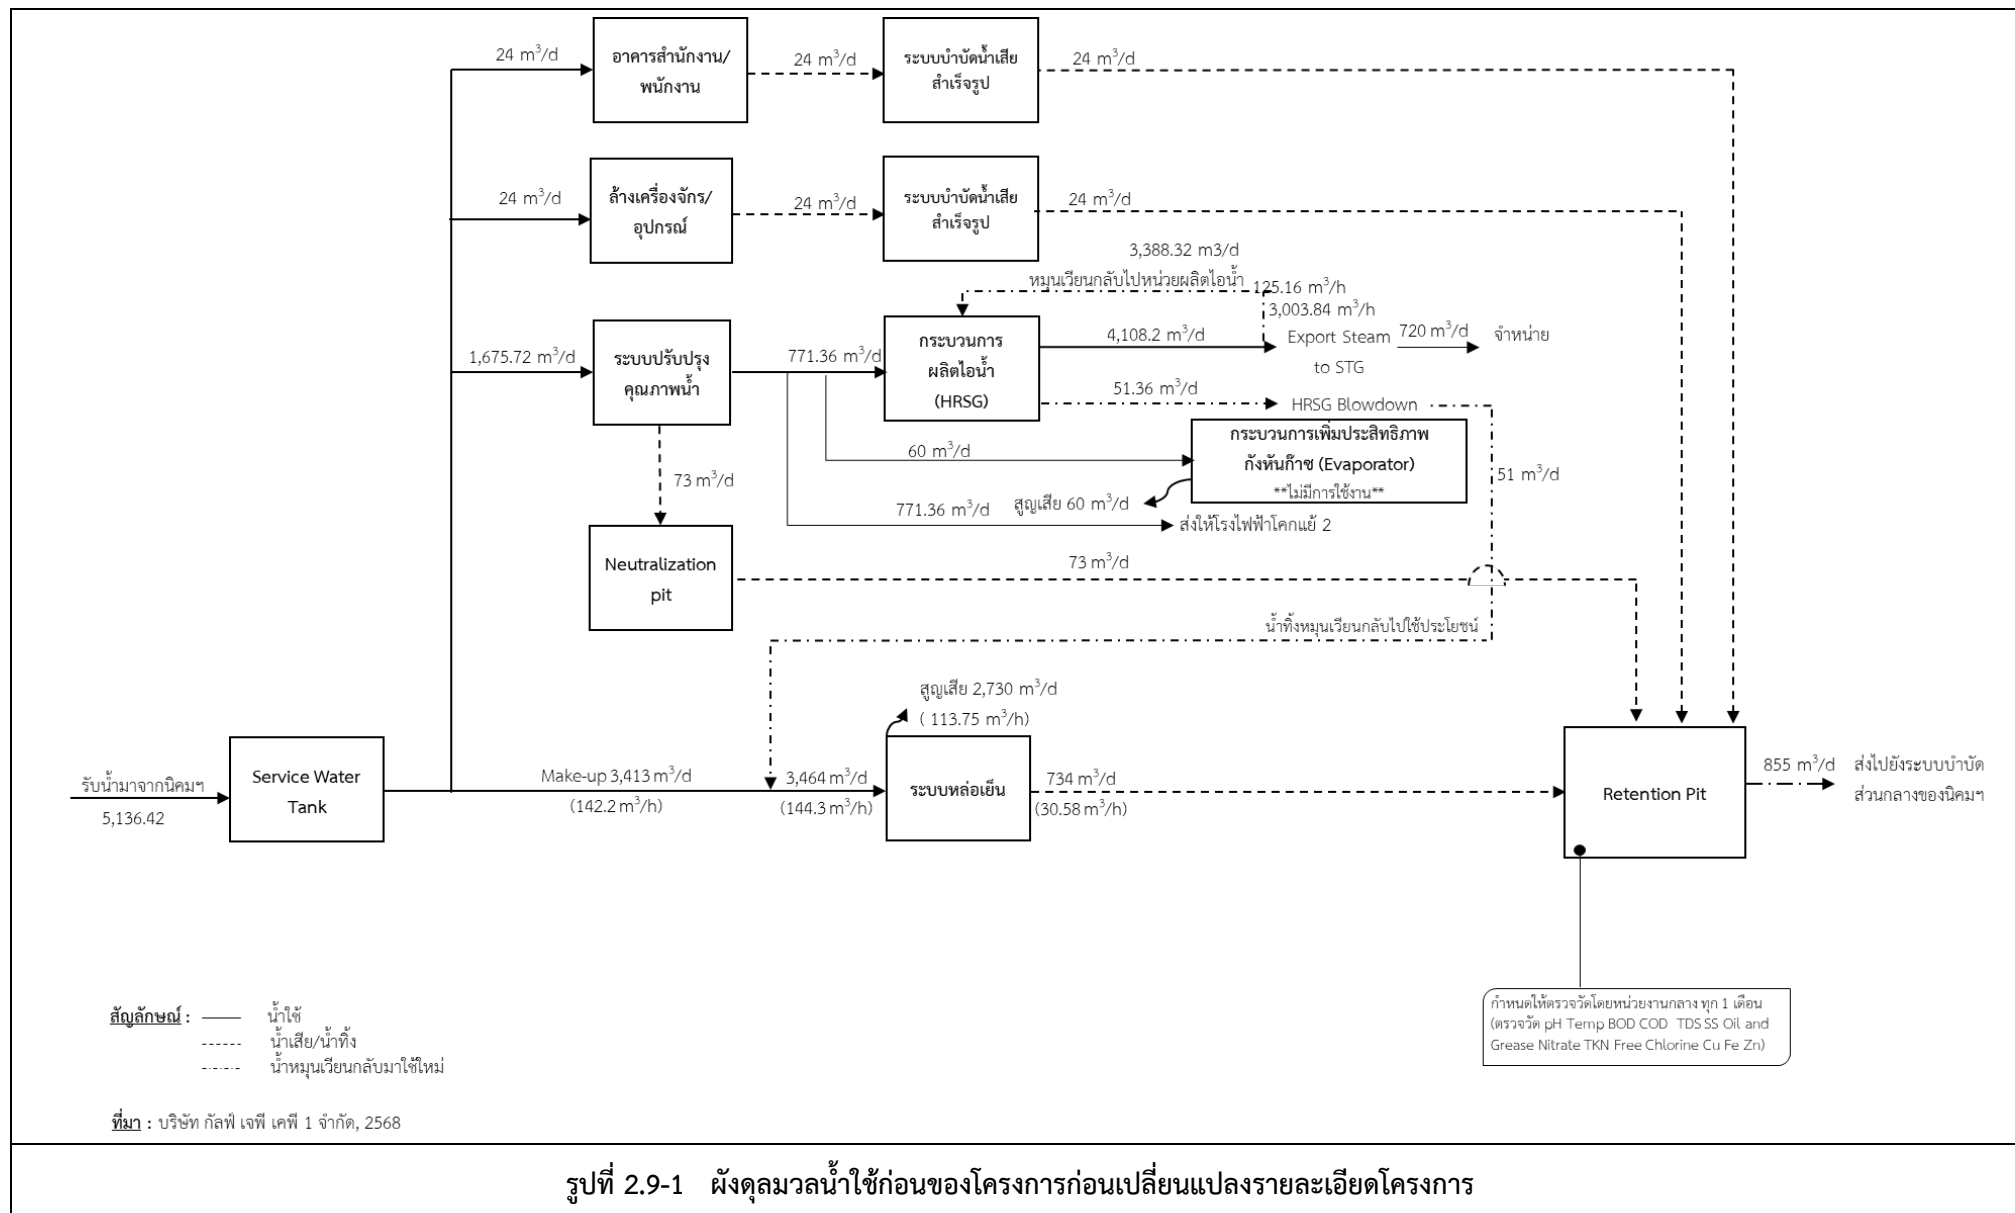 24 m³/d
อาคารสำนักงาน/
พนักงาน
24 m³/d
ระบบบำบัดน้ำเสีย
สำเร็จรูป
24 m³/d
24 m³/d
ล้างเครื่องจักร/
อุปกรณ์
24 m³/d
ระบบบำบัดน้ำเสีย
สำเร็จรูป
24 m³/d
3,388.32 m3/d
หมุนเวียนกลับไปหน่วยผลิตไอน้ำ
125.16 m³/h
3,003.84 m³/h
1,675.72 m³/d
ระบบปรับปรุง
คุณภาพน้ำ
771.36 m³/d
กระบวนการ
ผลิตไอน้ำ
(HRSG)
4,108.2 m³/d
Export Steam
to STG
720 m³/d
จำหน่าย
51.36 m³/d
HRSG Blowdown
60 m³/d
กระบวนการเพิ่มประสิทธิภาพ
กังหันก๊าซ (Evaporator)
**ไม่มีการใช้งาน**
51 m³/d
73 m³/d
สูญเสีย 60 m³/d
771.36 m³/d
ส่งให้โรงไฟฟ้าโคกแย้ 2
Neutralization
pit
73 m³/d
น้ำทิ้งหมุนเวียนกลับไปใช้ประโยชน์
สูญเสีย 2,730 m³/d
( 113.75 m³/h)
รับน้ำมาจากนิคมฯ
5,136.42
Service Water
Tank
Make-up 3,413 m³/d
(142.2 m³/h)
3,464 m³/d
(144.3 m³/h)
ระบบหล่อเย็น
734 m³/d
(30.58 m³/h)
Retention Pit
855 m³/d
ส่งไปยังระบบบำบัด
ส่วนกลางของนิคมฯ
กำหนดให้ตรวจวัดโดยหน่วยงานกลาง ทุก 1 เดือน
(ตรวจวัด pH Temp BOD COD TDS SS Oil and
Grease Nitrate TKN Free Chlorine Cu Fe Zn)
สัญลักษณ์ : น้ำใช้
น้ำเสีย/น้ำทิ้ง
น้ำหมุนเวียนกลับมาใช้ใหม่
ที่มา : บริษัท กัลฟ์ เจพี เคพี 1 จำกัด, 2568
รูปที่ 2.9-1 ผังดุลมวลน้ำใช้ก่อนของโครงการก่อนเปลี่ยนแปลงรายละเอียดโครงการ